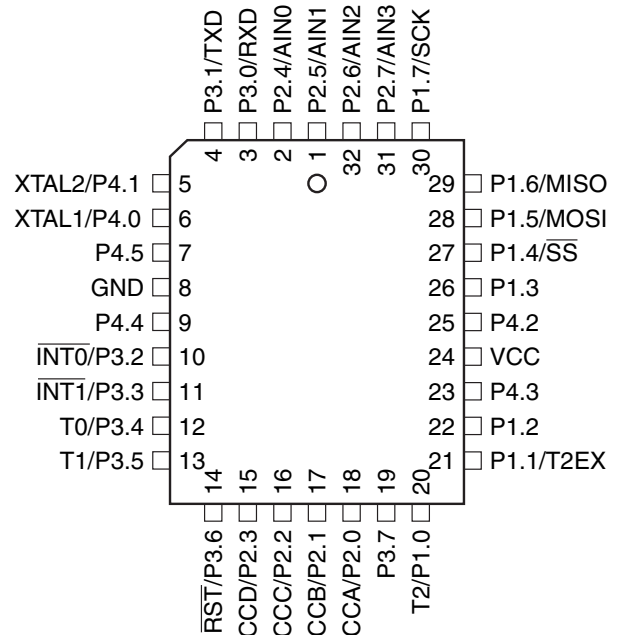 P3.1/TXD
P3.0/RXD
P2.4/AIN0
P2.5/AIN1
P2.6/AIN2
P2.7/AIN3
P1.7/SCK
4
3
2
1
32
31
30
XTAL2/P4.1 5
29 P1.6/MISO
XTAL1/P4.0 6
28 P1.5/MOSI
P4.5 7
27 P1.4/S̅S̅
GND 8
26 P1.3
P4.4 9
25 P4.2
I̅N̅T̅0̅/P3.2 10
24 VCC
I̅N̅T̅1̅/P3.3 11
23 P4.3
T0/P3.4 12
22 P1.2
T1/P3.5 13
21 P1.1/T2EX
14
15
16
17
18
19
20
R̅S̅T̅/P3.6
CCD/P2.3
CCC/P2.2
CCB/P2.1
CCA/P2.0
P3.7
T2/P1.0